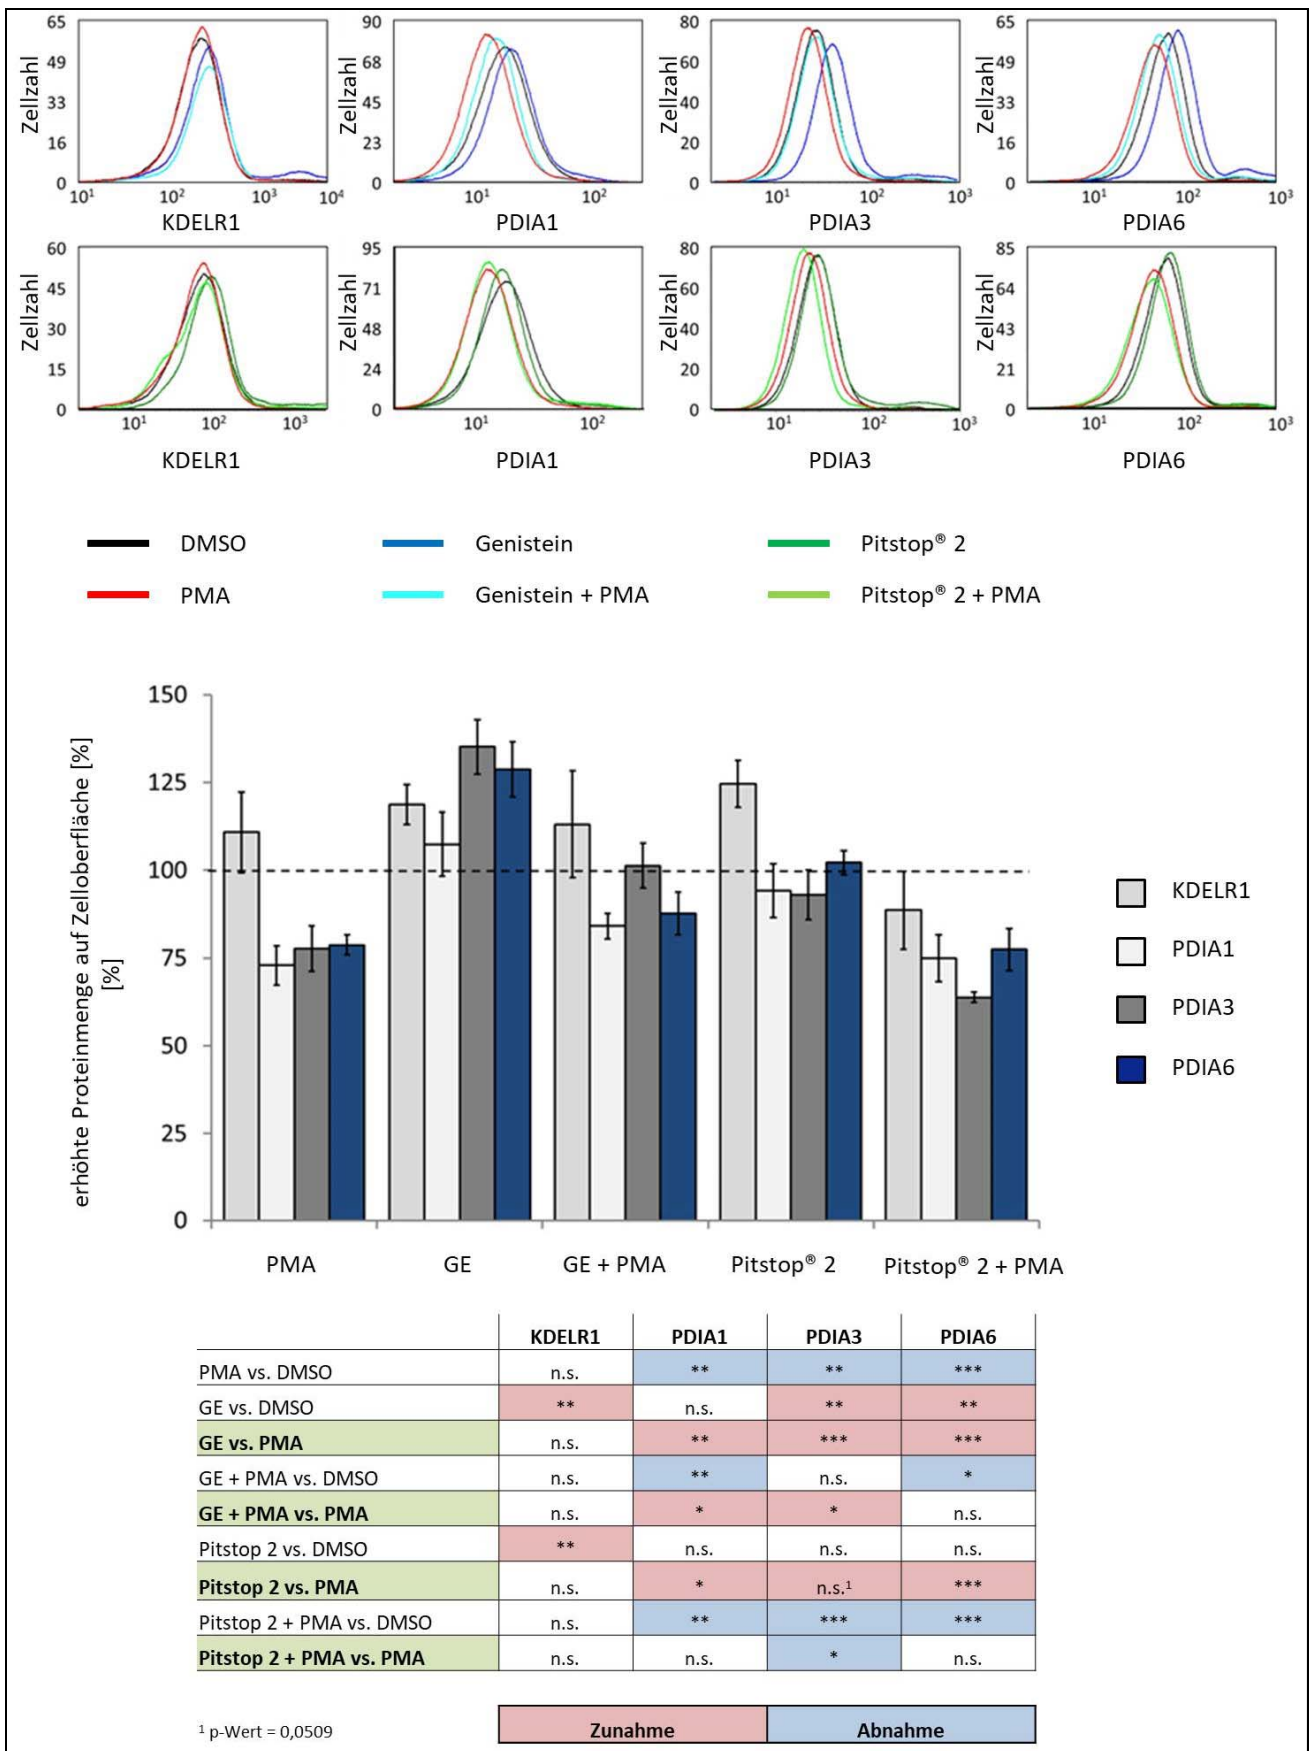 65 90 80 65
49 68 60 49
33 45 40 33
16 23 20 16
0 0 0 0
Zellzahl Zellzahl Zellzahl Zellzahl
10¹ 10² 10³ 10⁴ 10¹ 10² 10¹ 10² 10³ 10¹ 10² 10³
KDELR1 PDIA1 PDIA3 PDIA6
60 95 80 85
45 71 60 64
30 48 40 43
15 24 20 21
0 0 0 0
Zellzahl Zellzahl Zellzahl Zellzahl
10¹ 10² 10³ 10¹ 10² 10¹ 10² 10³ 10¹ 10² 10³
KDELR1 PDIA1 PDIA3 PDIA6
DMSO Genistein Pitstop® 2
PMA Genistein + PMA Pitstop® 2 + PMA
erhöhte Proteinmenge auf Zelloberfläche [%]
[%]
150
125
100
75
50
25
0
KDELR1
PDIA1
PDIA3
PDIA6
PMA GE GE + PMA Pitstop® 2 Pitstop® 2 + PMA
KDELR1 PDIA1 PDIA3 PDIA6
PMA vs. DMSO n.s. ** ** ***
GE vs. DMSO ** n.s. ** **
GE vs. PMA n.s. ** *** ***
GE + PMA vs. DMSO n.s. ** n.s. *
GE + PMA vs. PMA n.s. * * n.s.
Pitstop 2 vs. DMSO ** n.s. n.s. n.s.
Pitstop 2 vs. PMA n.s. * n.s.¹ ***
Pitstop 2 + PMA vs. DMSO n.s. ** *** ***
Pitstop 2 + PMA vs. PMA n.s. n.s. * n.s.
¹ p-Wert = 0,0509 Zunahme Abnahme